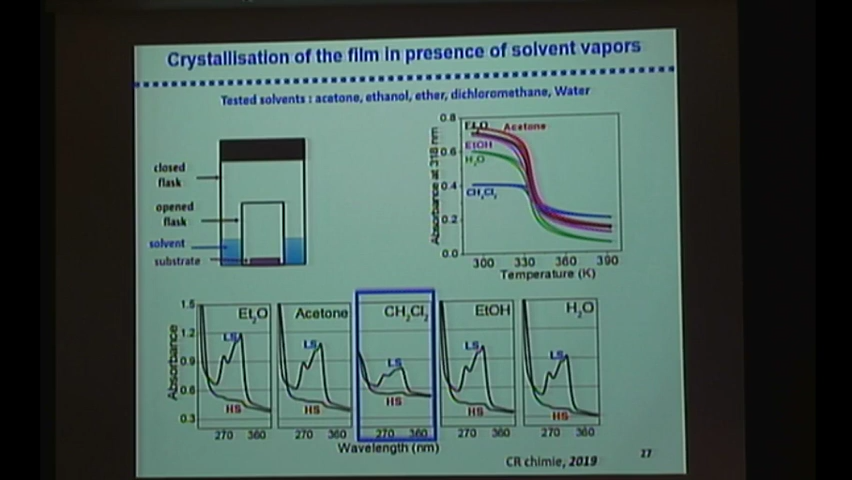 Crystallisation of the film in presence of solvent vapors
Tested solvents : acetone, ethanol, ether, dichloromethane, Water
closed
flask
opened
flask
solvent
substrate
Absorbance at 318 nm
0.8
0.6
0.4
0.2
0.0
Et₂O
Acetone
EtOH
H₂O
CH₂Cl₂
300 330 360 390
Temperature (K)
Absorbance
1.5
1.2
0.9
0.6
0.3
Et₂O
LS
HS
270 360
Acetone
LS
HS
270 360
CH₂Cl₂
LS
HS
270 360
EtOH
LS
HS
270 360
H₂O
LS
HS
270 360
Wavelength (nm)
CR chimie, 2019
27